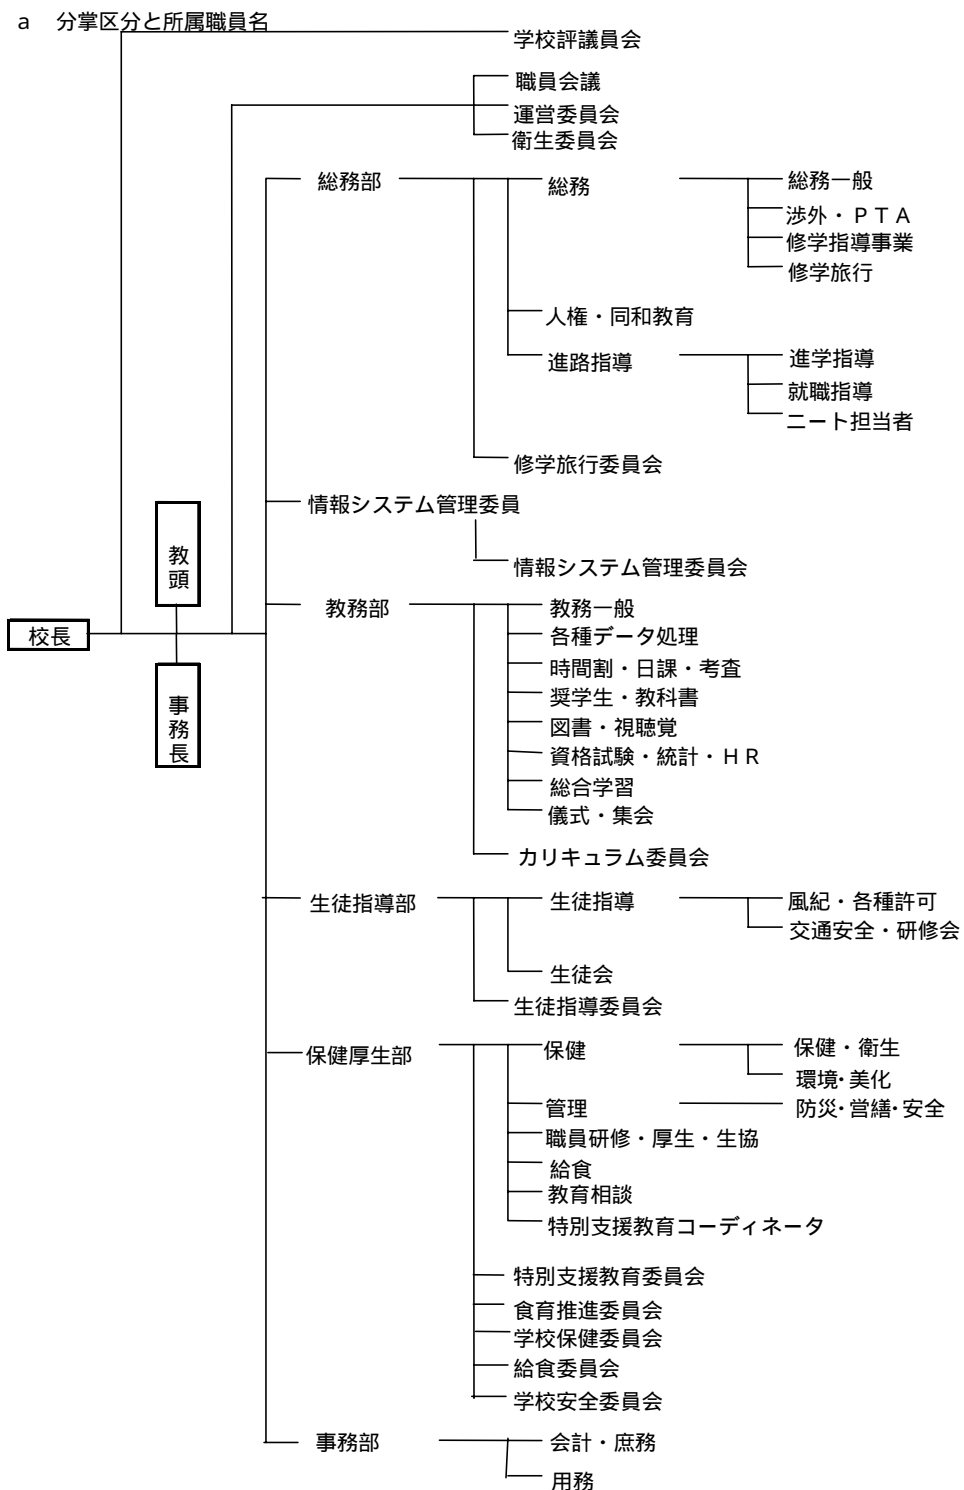 a　分掌区分と所属職員名
学校評議員会
職員会議
運営委員会
衛生委員会
総務部
総務
総務一般
渉外・ＰＴＡ
修学指導事業
修学旅行
人権・同和教育
進路指導
進学指導
就職指導
ニート担当者
修学旅行委員会
情報システム管理委員
情報システム管理委員会
教頭
校長
事務長
教務部
教務一般
各種データ処理
時間割・日課・考査
奨学生・教科書
図書・視聴覚
資格試験・統計・ＨＲ
総合学習
儀式・集会
カリキュラム委員会
生徒指導部
生徒指導
風紀・各種許可
交通安全・研修会
生徒会
生徒指導委員会
保健厚生部
保健
保健・衛生
環境・美化
管理
防災・営繕・安全
職員研修・厚生・生協
給食
教育相談
特別支援教育コーディネータ
特別支援教育委員会
食育推進委員会
学校保健委員会
給食委員会
学校安全委員会
事務部
会計・庶務
用務